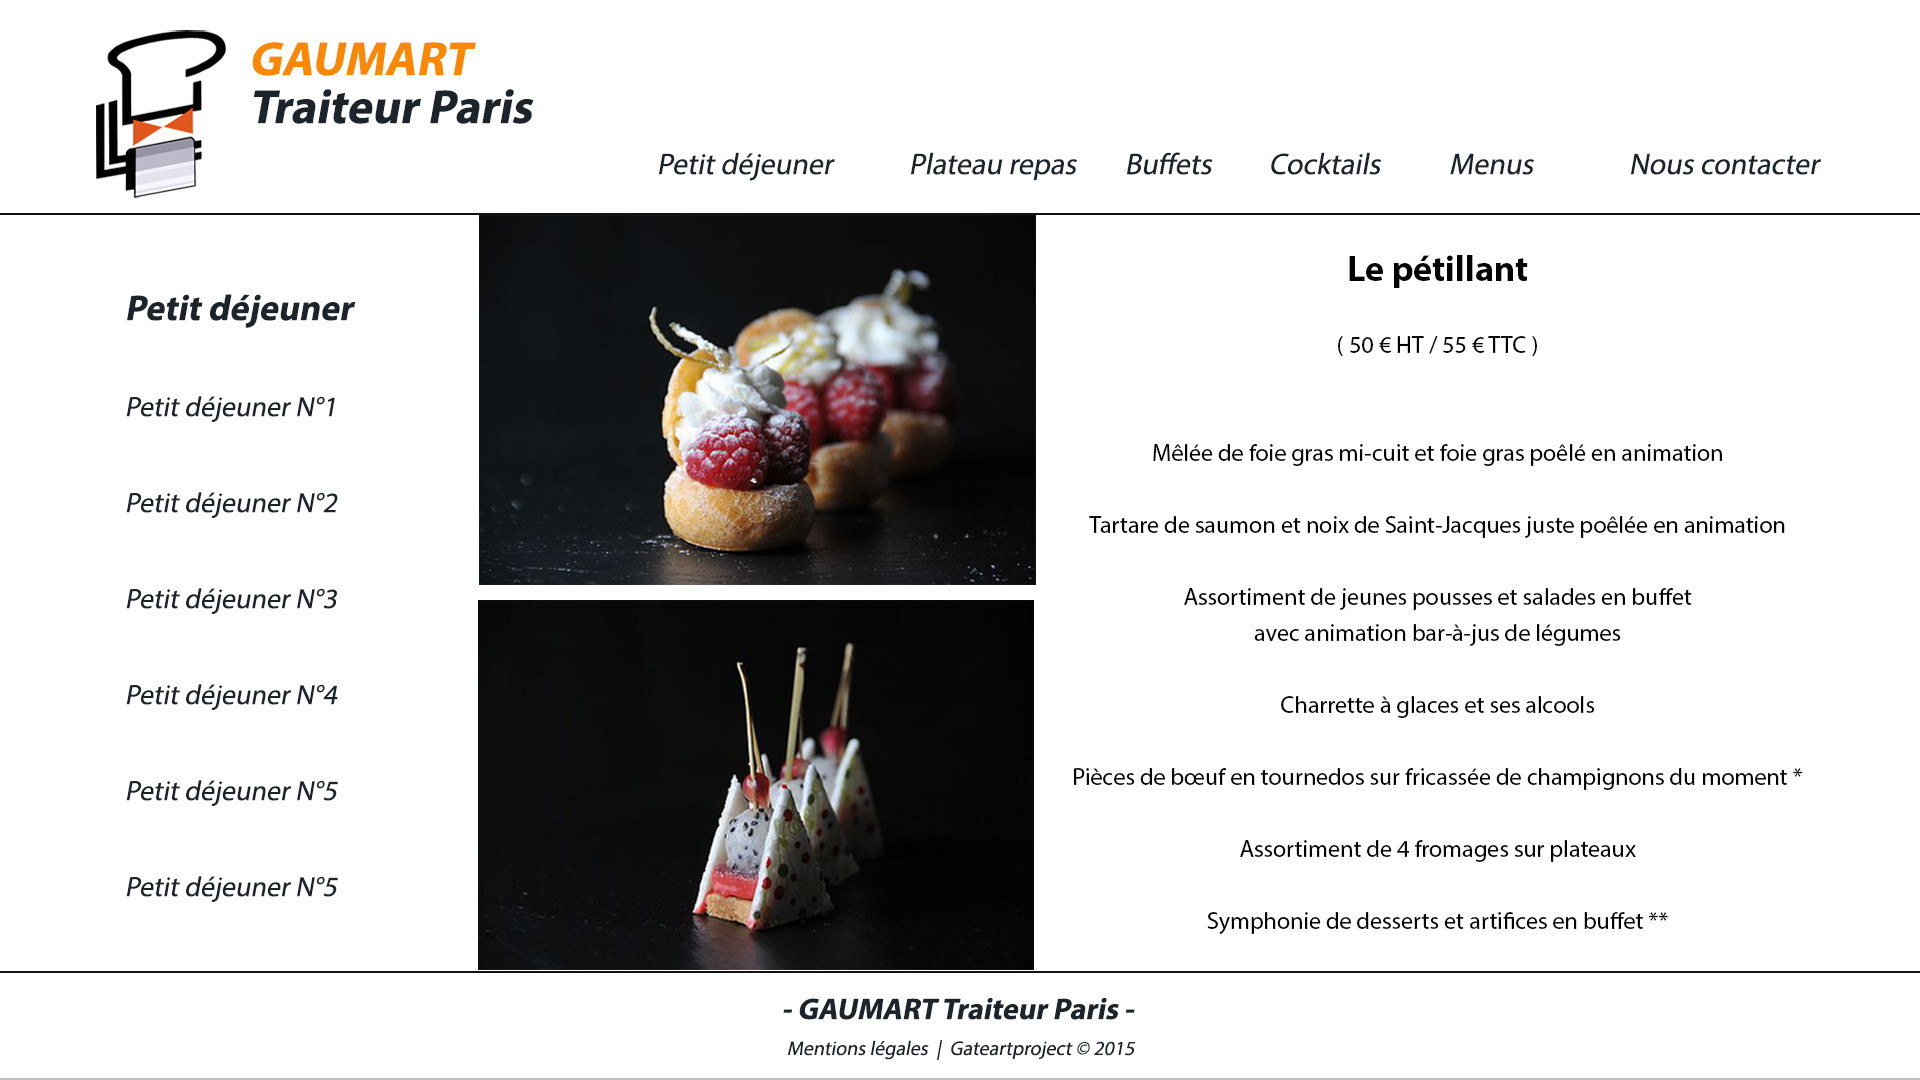 GAUMART
Traiteur Paris
Petit déjeuner
Plateau repas
Buffets
Cocktails
Menus
Nous contacter
Petit déjeuner
Petit déjeuner N°1
Petit déjeuner N°2
Petit déjeuner N°3
Petit déjeuner N°4
Petit déjeuner N°5
Petit déjeuner N°5
Le pétillant
( 50 € HT / 55 € TTC )
Mêlée de foie gras mi-cuit et foie gras poêlé en animation
Tartare de saumon et noix de Saint-Jacques juste poêlée en animation
Assortiment de jeunes pousses et salades en buffet
avec animation bar-à-jus de légumes
Charrette à glaces et ses alcools
Pièces de bœuf en tournedos sur fricassée de champignons du moment *
Assortiment de 4 fromages sur plateaux
Symphonie de desserts et artifices en buffet **
- GAUMART Traiteur Paris -
Mentions légales | Gateartproject © 2015